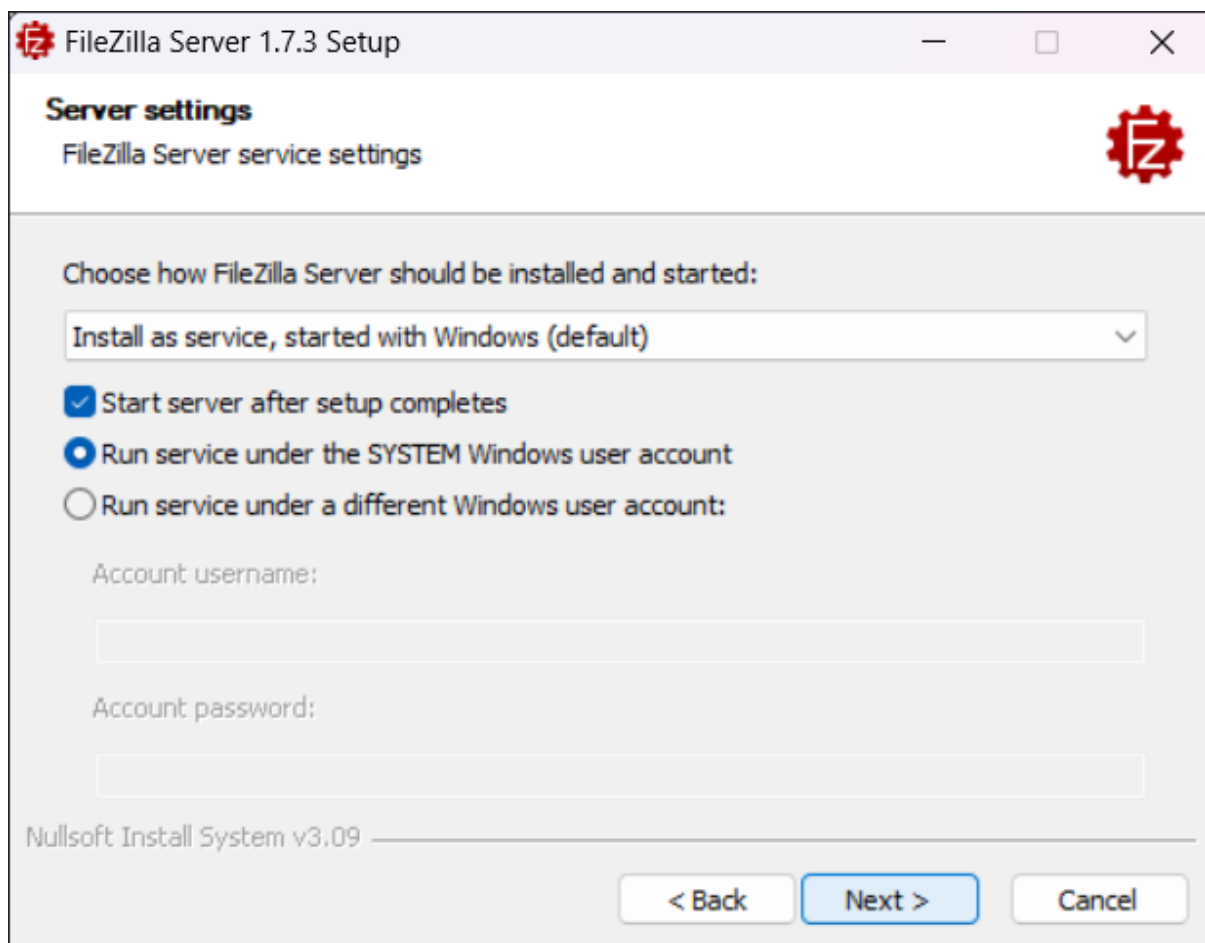 FileZilla Server 1.7.3 Setup
Server settings
FileZilla Server service settings
Choose how FileZilla Server should be installed and started:
Install as service, started with Windows (default)
Start server after setup completes
Run service under the SYSTEM Windows user account
Run service under a different Windows user account:
Account username:
Account password:
Nullsoft Install System v3.09
< Back Next > Cancel